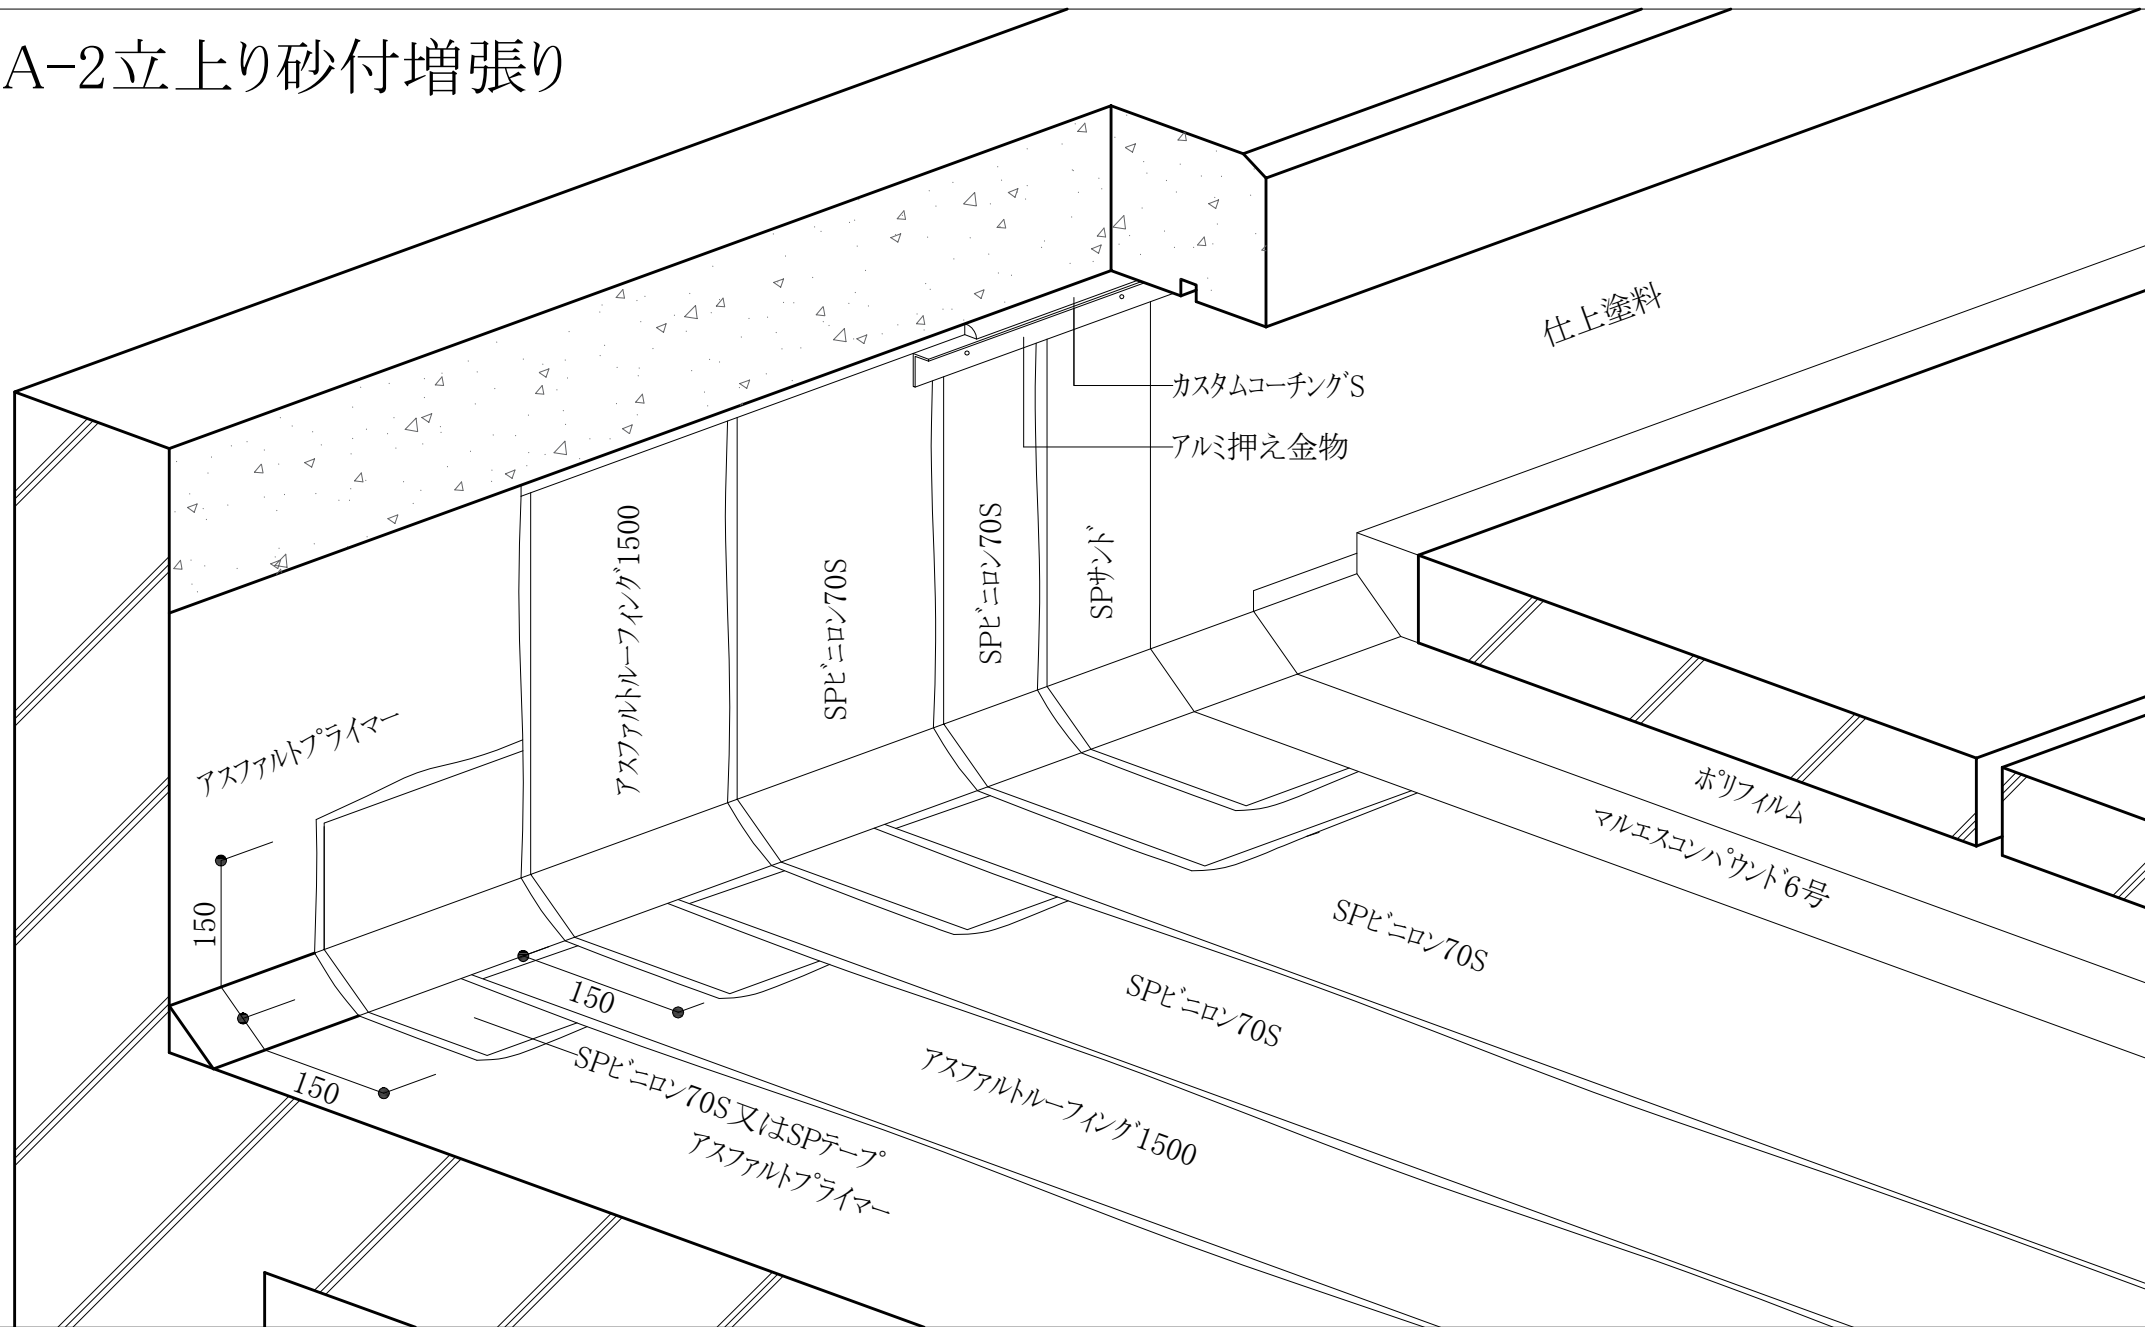 A-2立上り砂付増張り
仕上塗料
カスタムコーチングS
アルミ押え金物
アスファルトプライマー
アスファルトルーフィング1500
SPビニロン70S
SPビニロン70S
SPサンド
ポリフィルム
マルエスコンパウンド6号
SPビニロン70S
SPビニロン70S
アスファルトルーフィング1500
SPビニロン70S又はSPテープ
アスファルトプライマー
150
150
150